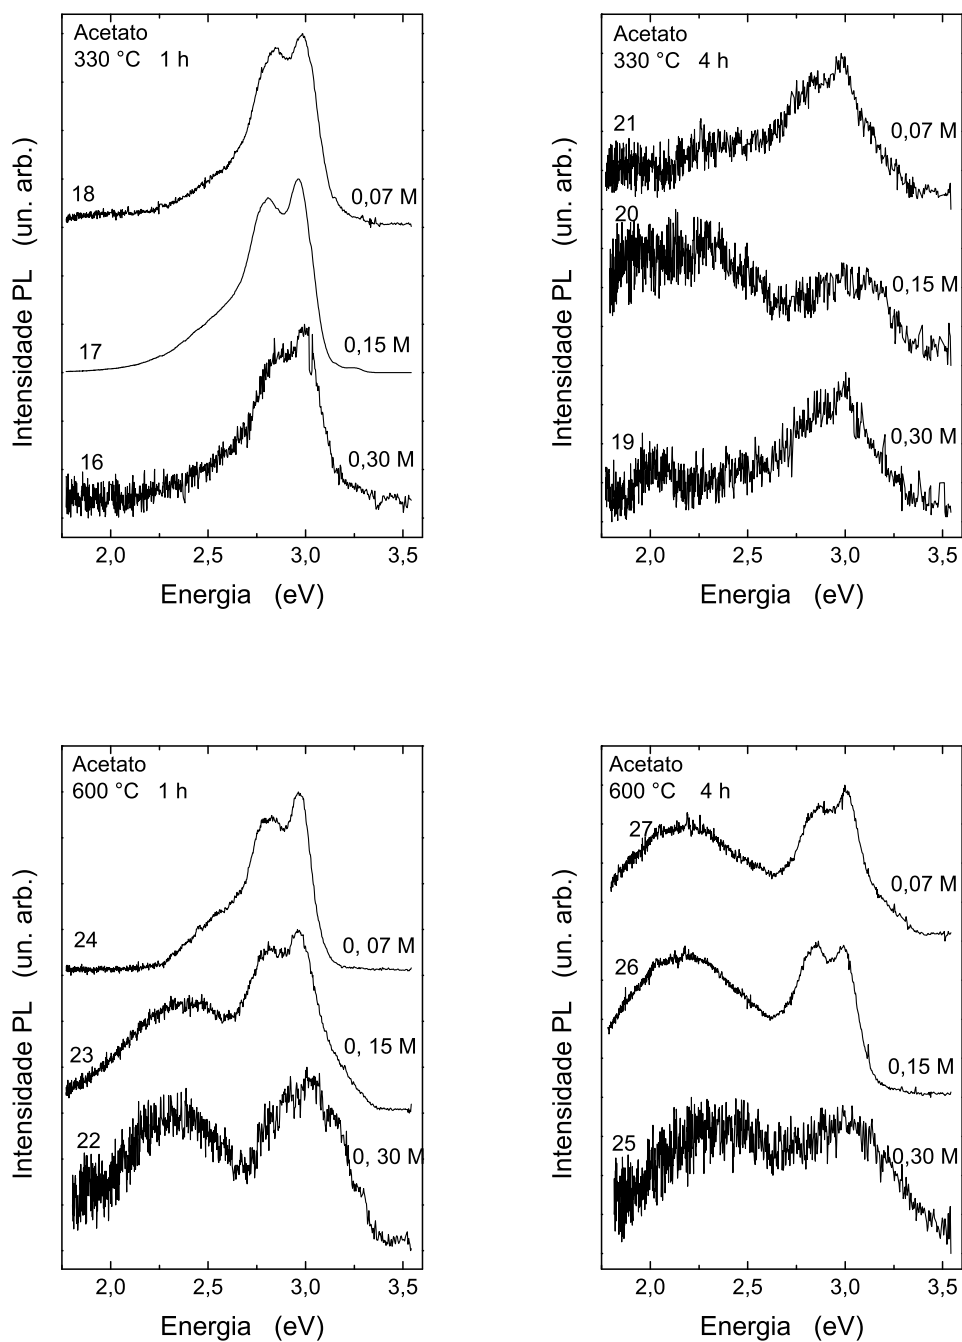 Acetato
330 °C 1 h
Intensidade PL (un. arb.)
18
0,07 M
17
0,15 M
16
0,30 M
2,0 2,5 3,0 3,5
Energia (eV)
Acetato
330 °C 4 h
Intensidade PL (un. arb.)
21
0,07 M
20
0,15 M
19
0,30 M
2,0 2,5 3,0 3,5
Energia (eV)
Acetato
600 °C 1 h
Intensidade PL (un. arb.)
24
0, 07 M
23
0, 15 M
22
0, 30 M
2,0 2,5 3,0 3,5
Energia (eV)
Acetato
600 °C 4 h
Intensidade PL (un. arb.)
27
0,07 M
26
0,15 M
25
0,30 M
2,0 2,5 3,0 3,5
Energia (eV)